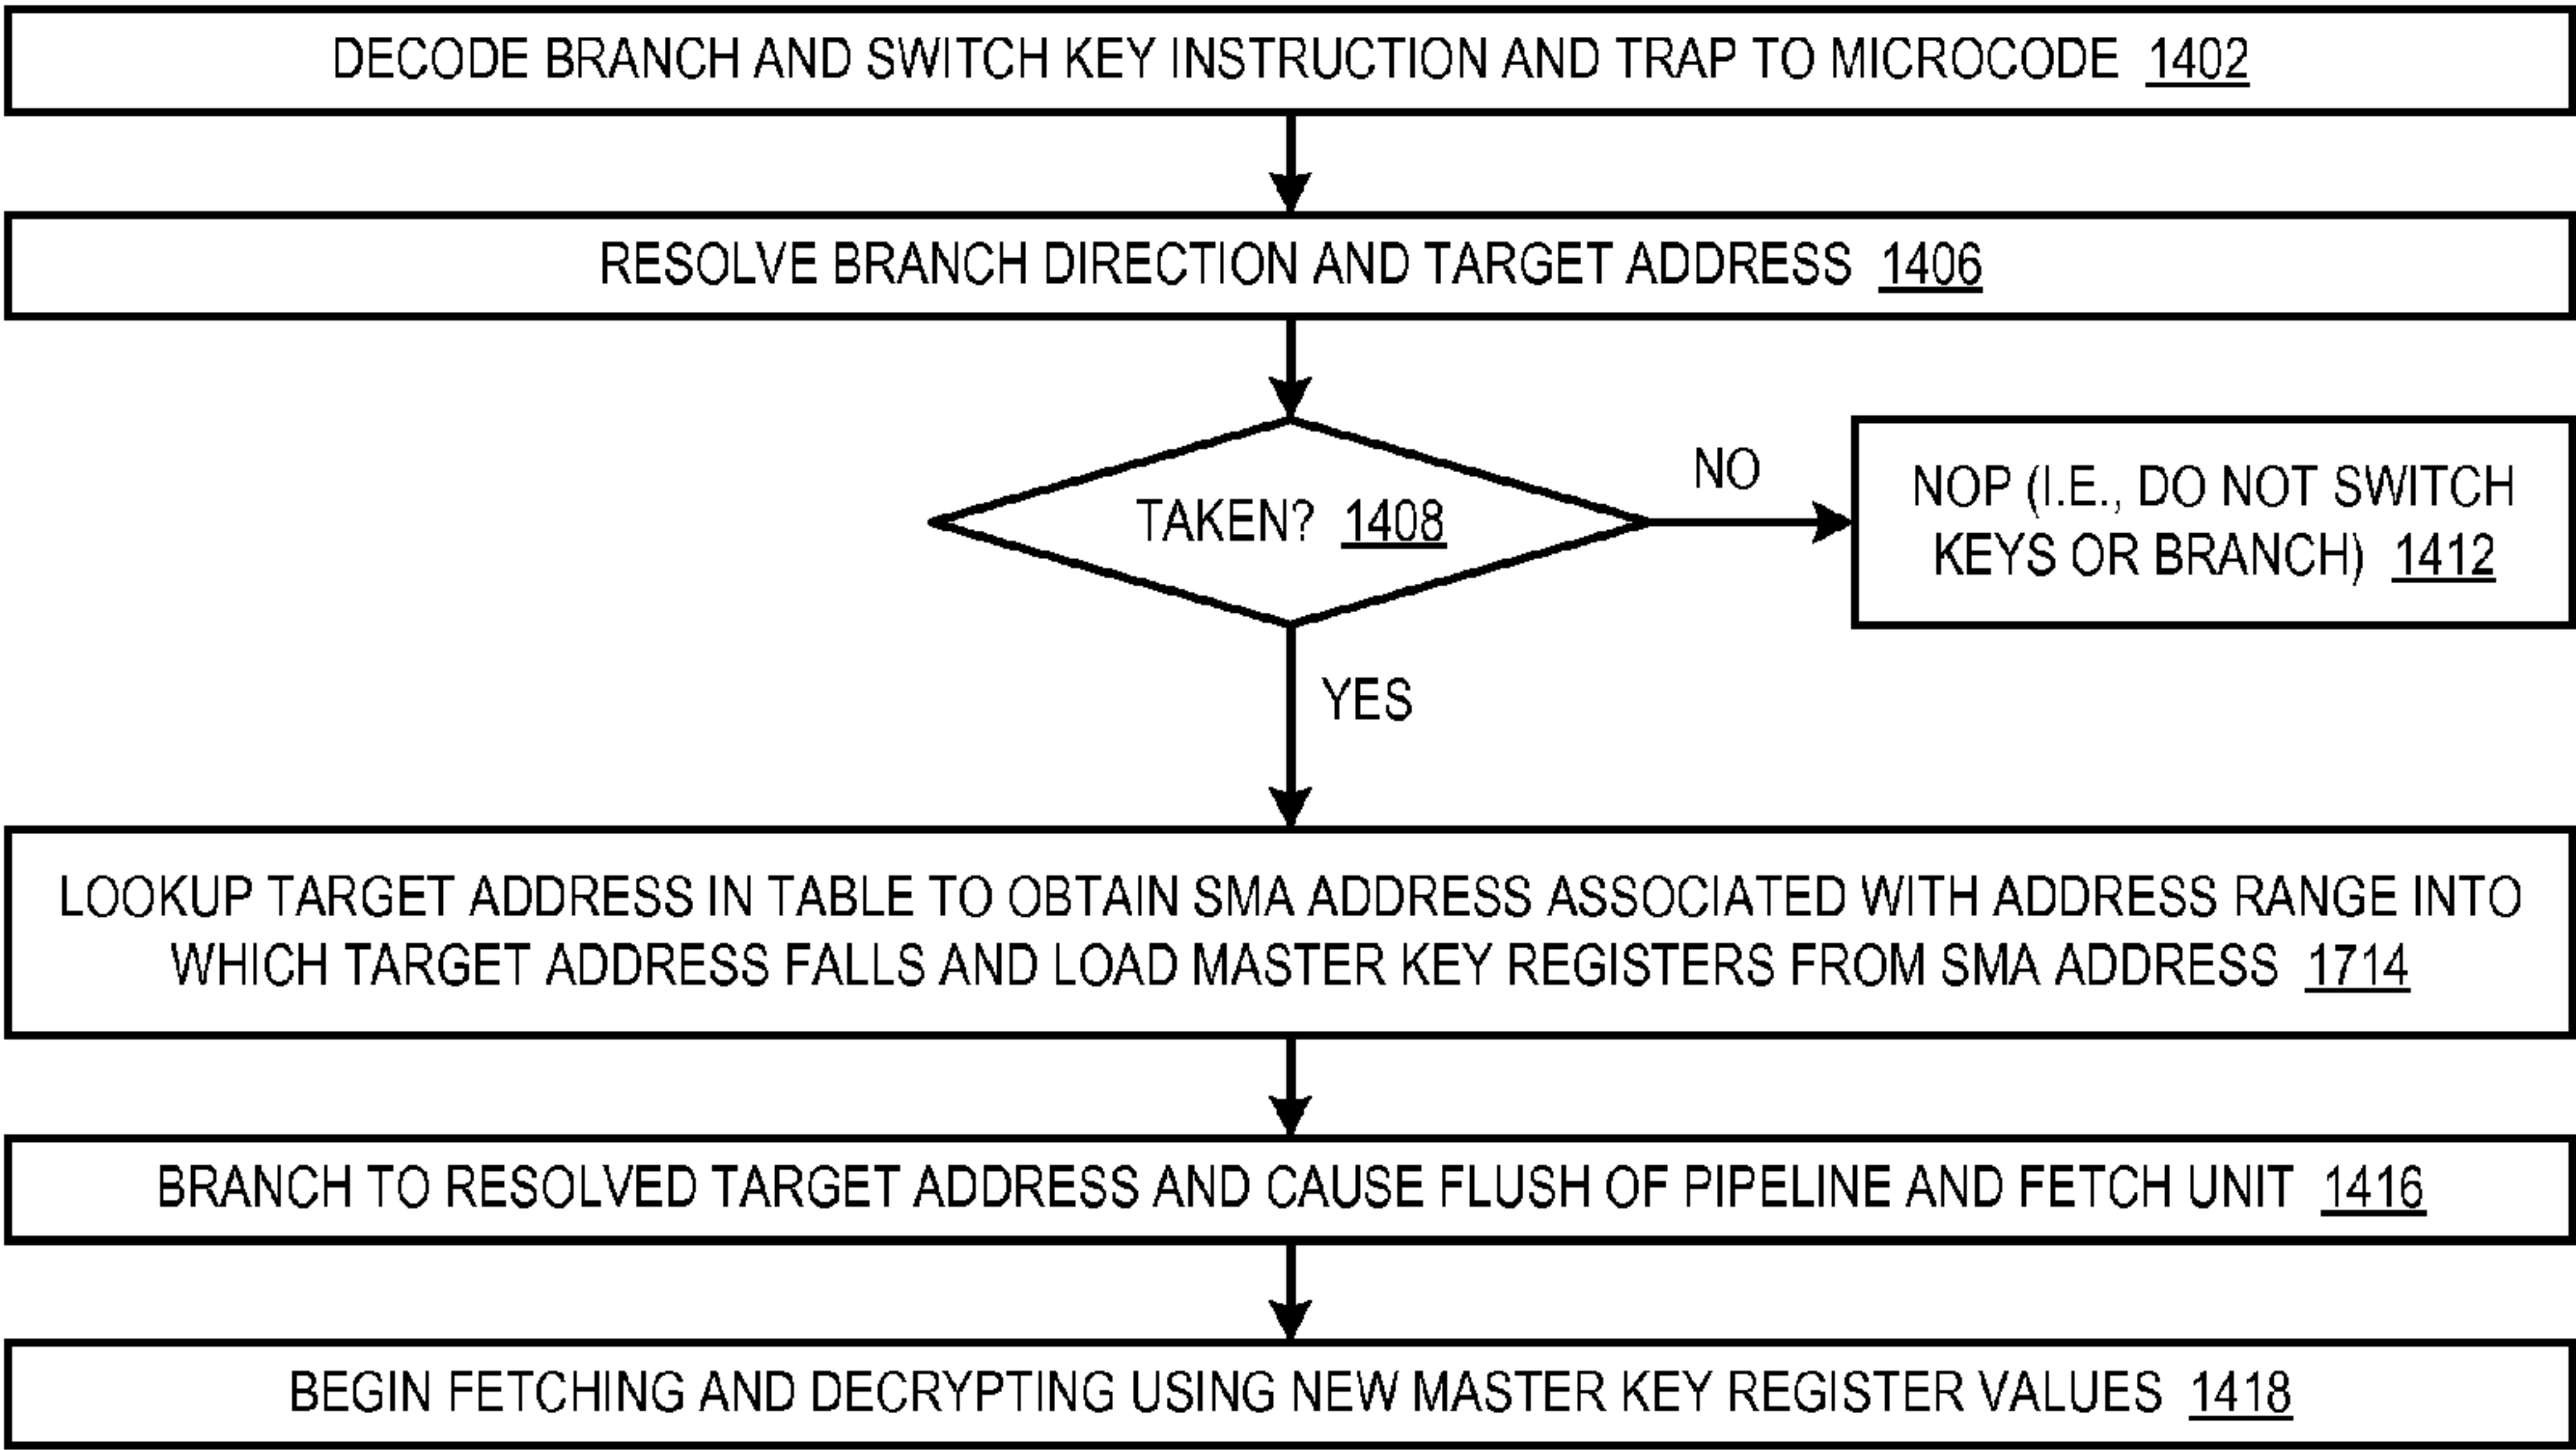 DECODE BRANCH AND SWITCH KEY INSTRUCTION AND TRAP TO MICROCODE 1402
RESOLVE BRANCH DIRECTION AND TARGET ADDRESS 1406
TAKEN? 1408
NO
NOP (I.E., DO NOT SWITCH
KEYS OR BRANCH) 1412
YES
LOOKUP TARGET ADDRESS IN TABLE TO OBTAIN SMA ADDRESS ASSOCIATED WITH ADDRESS RANGE INTO
WHICH TARGET ADDRESS FALLS AND LOAD MASTER KEY REGISTERS FROM SMA ADDRESS 1714
BRANCH TO RESOLVED TARGET ADDRESS AND CAUSE FLUSH OF PIPELINE AND FETCH UNIT 1416
BEGIN FETCHING AND DECRYPTING USING NEW MASTER KEY REGISTER VALUES 1418